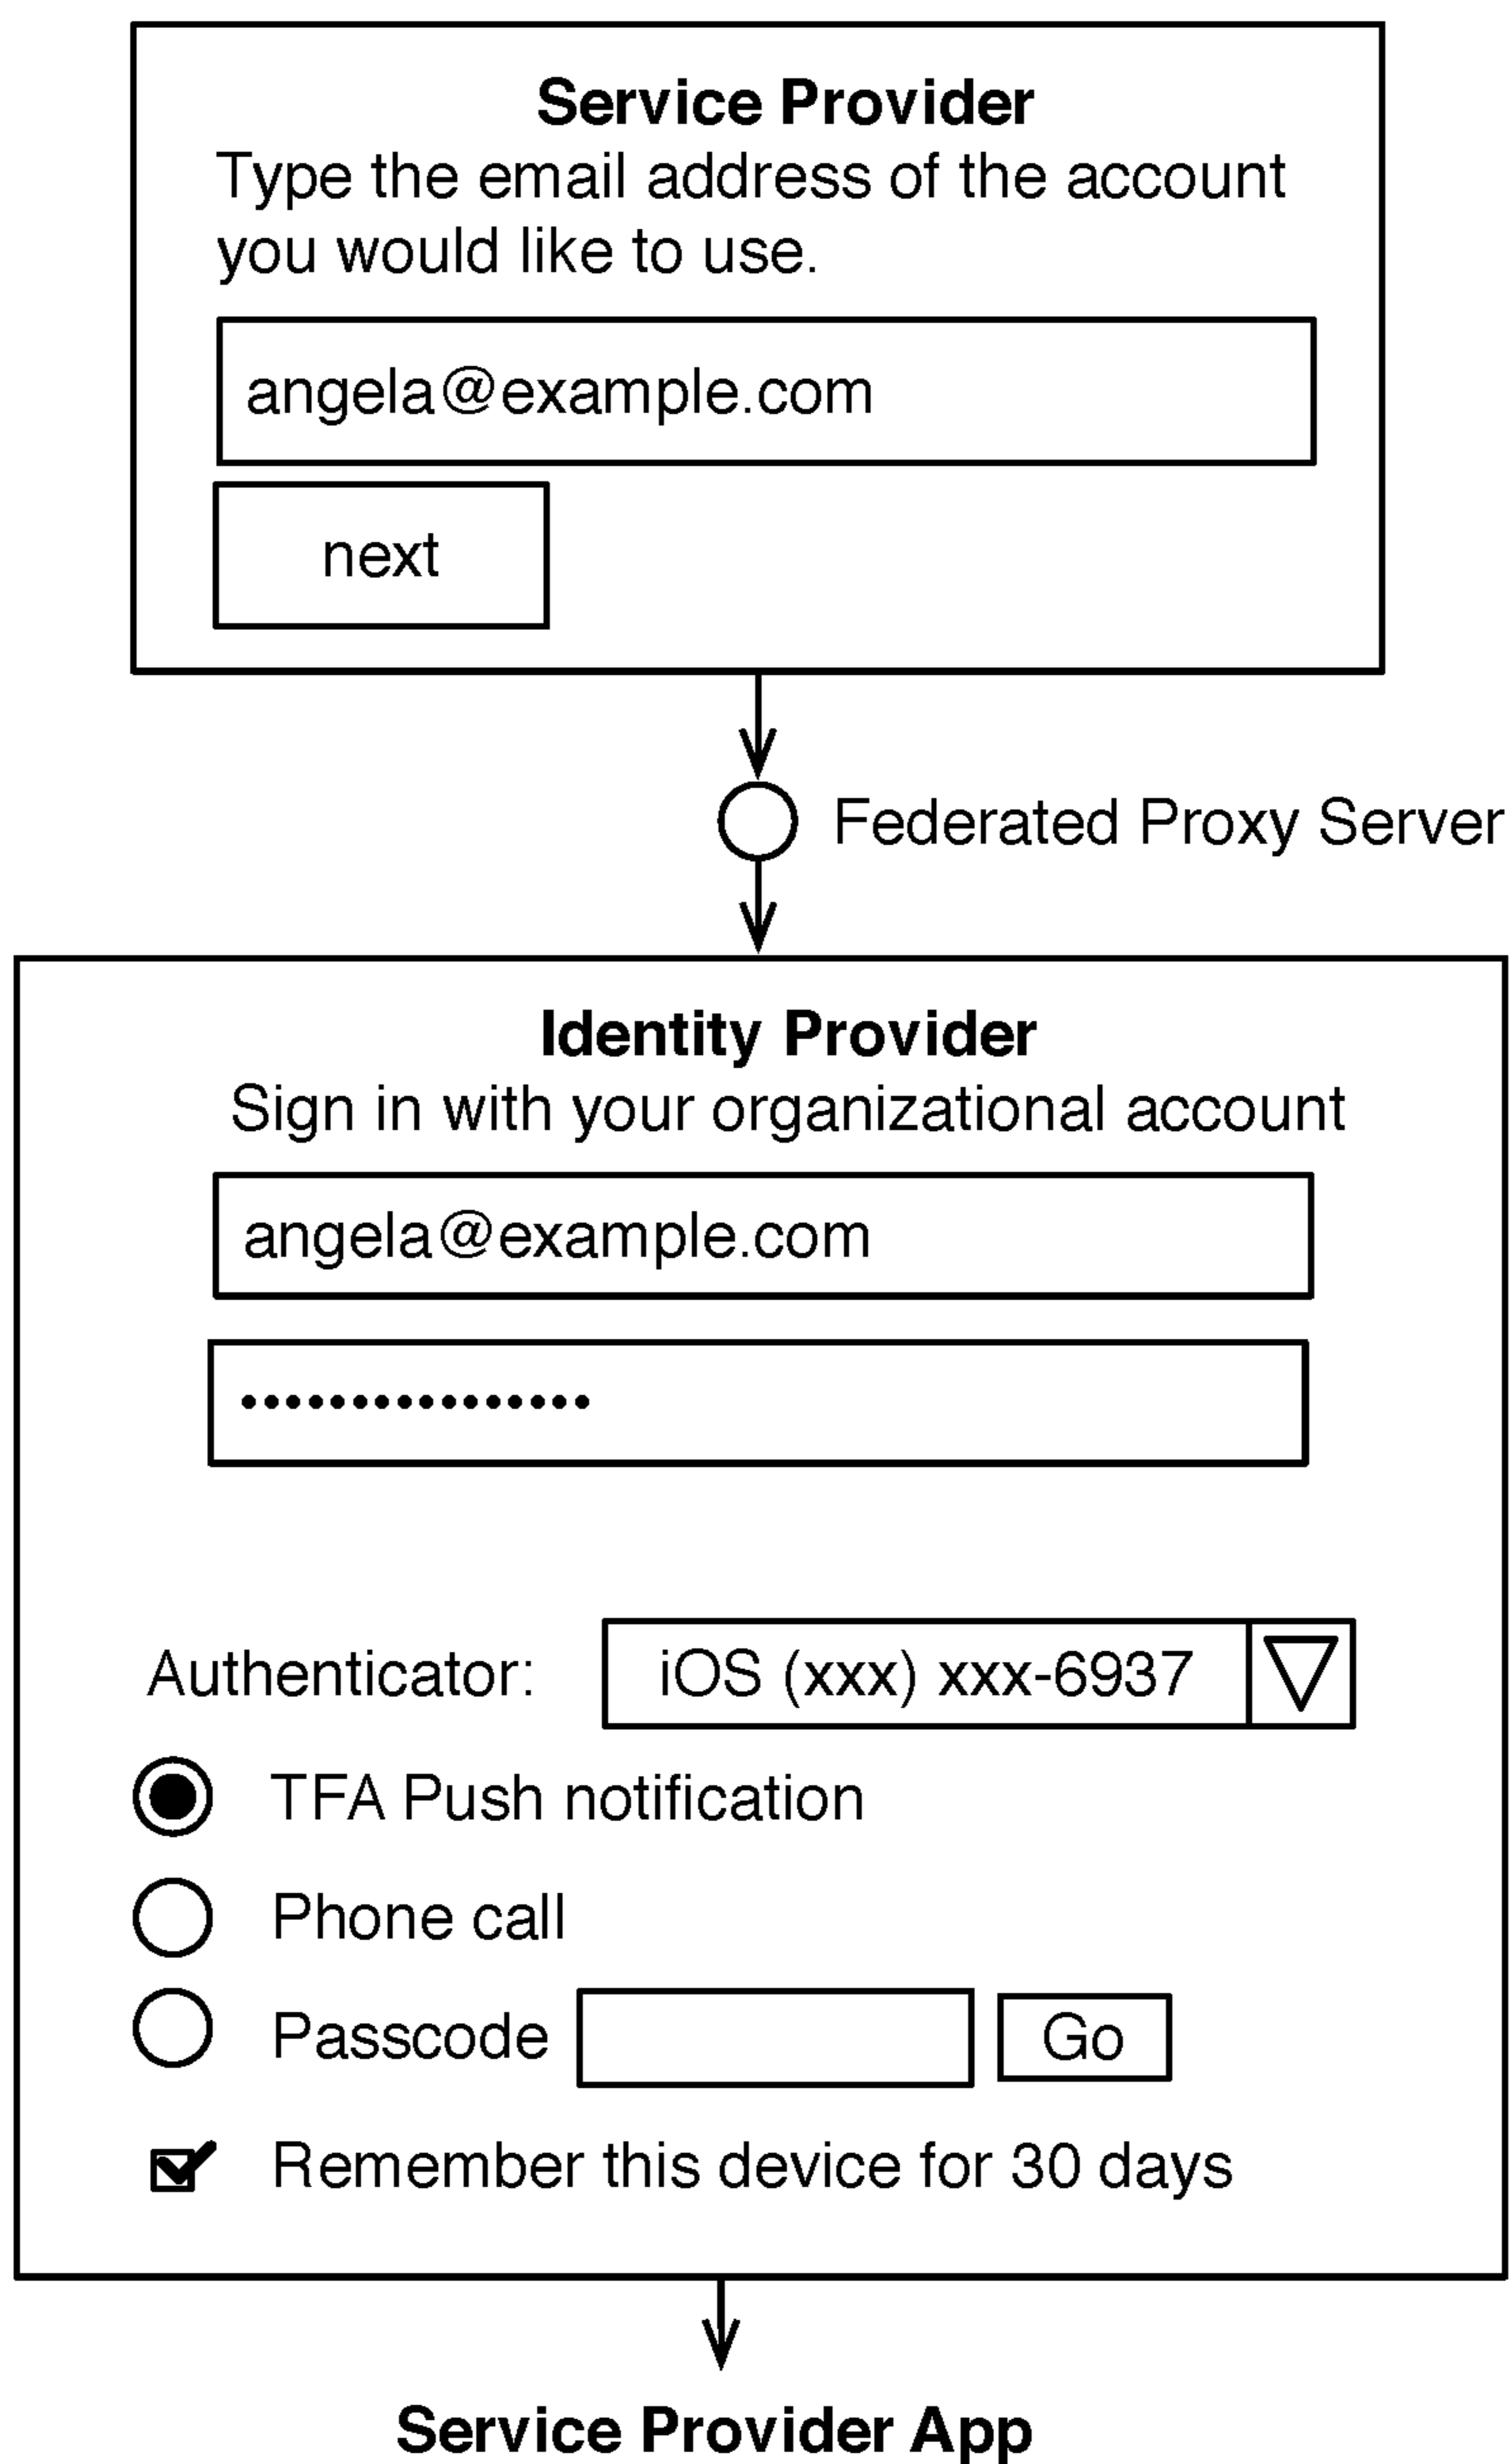 Service Provider
Type the email address of the account
you would like to use.
angela@example.com
next
Federated Proxy Server
Identity Provider
Sign in with your organizational account
angela@example.com
••••••••••••••••
Authenticator: iOS (xxx) xxx-6937
TFA Push notification
Phone call
Passcode Go
Remember this device for 30 days
Service Provider App